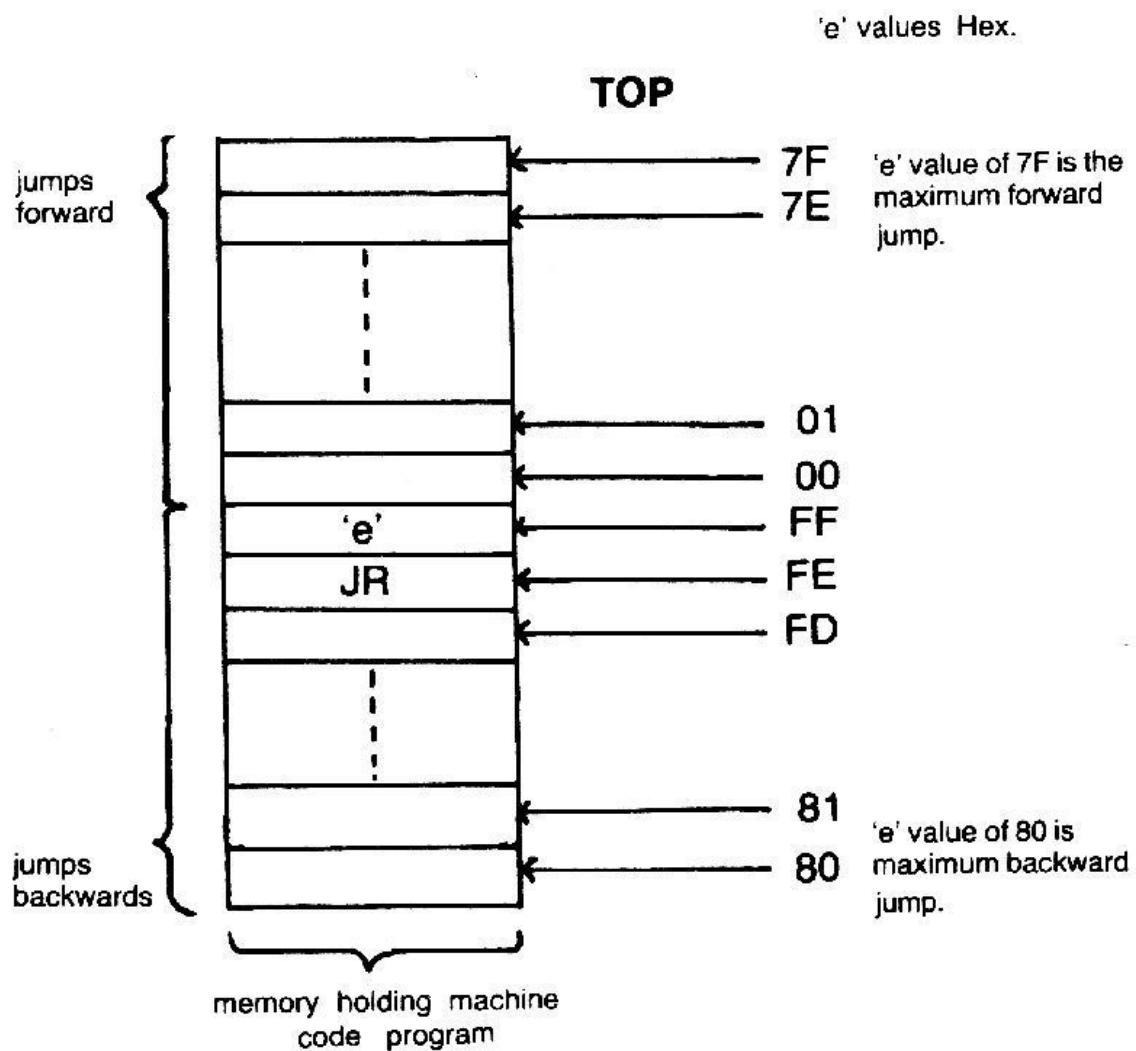 'e' values Hex.
TOP
jumps
forward
7F
'e' value of 7F is the
maximum forward
jump.
7E
01
00
'e'
FF
JR
FE
FD
81
80
'e' value of 80 is
maximum backward
jump.
jumps
backwards
memory holding machine
code program